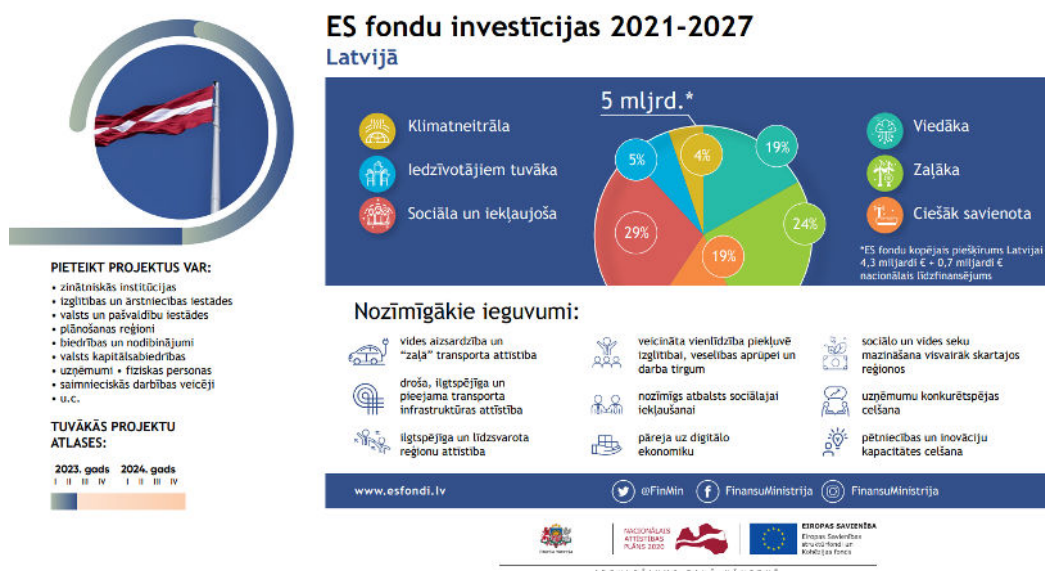 ES fondu investīcijas 2021-2027
Latvijā
5 mljrd.*
Klimatneitrāla
Iedzīvotājiem tuvāka
Sociāla un iekļaujoša
5%
4%
19%
29%
24%
19%
Viedāka
Zaļāka
Ciešāk savienota
*ES fondu kopējais piešķīrums Latvijai
4,3 miljardi € + 0,7 miljardi €
nacionālais līdzfinansējums
PIETEIKT PROJEKTUS VAR:
• zinātniskās institūcijas
• izglītības un ārstniecības iestādes
• valsts un pašvaldību iestādes
• plānošanas reģioni
• biedrības un nodibinājumi
• valsts kapitālsabiedrības
• uzņēmumi • fiziskas personas
• saimnieciskās darbības veicēji
• u.c.
TUVĀKĀS PROJEKTU
ATLASES:
2023. gads 2024. gads
I II III IV I II III IV
Nozīmīgākie ieguvumi:
vides aizsardzība un
"zaļā" transporta attīstība
droša, ilgtspējīga un
pieejama transporta
infrastruktūras attīstība
ilgtspējīga un līdzsvarota
reģionu attīstība
veicināta vienlīdzība piekļuvē
izglītībai, veselības aprūpei un
darba tirgum
nozīmīgs atbalsts sociālajai
iekļaušanai
pāreja uz digitālo
ekonomiku
sociālo un vides seku
mazināšana visvairāk skartajos
reģionos
uzņēmumu konkurētspējas
celšana
pētniecības un inovāciju
kapacitātes celšana
www.esfondi.lv
@FinMin
FinansuMinistrija
FinansuMinistrija
NACIONĀLAIS
ATTĪSTĪBAS
PLĀNS 2020
EIROPAS SAVIENĪBA
Eiropas Savienības
struktūrfondi un
Kohēzijas fonds